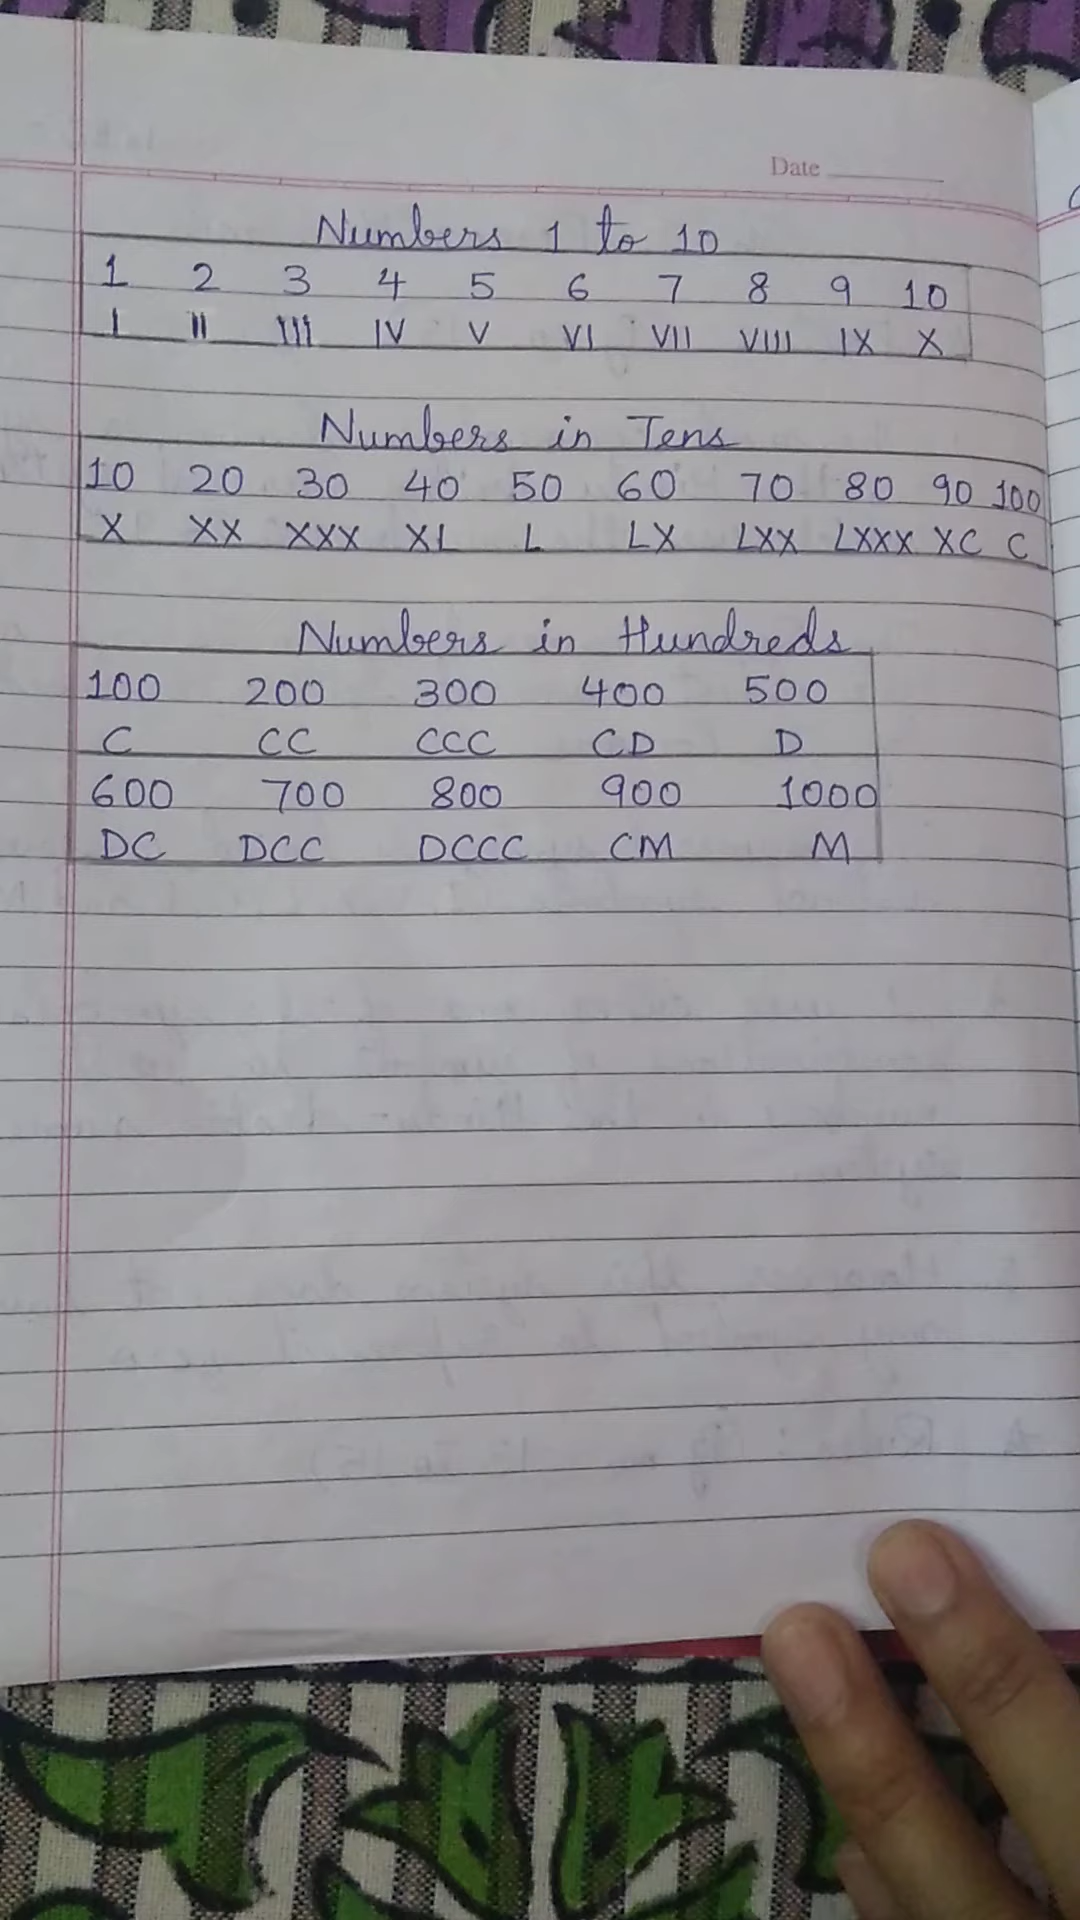 Date
Numbers 1 to 10
1 2 3 4 5 6 7 8 9 10
I II III IV V VI VII VIII IX X
Numbers in Tens
10 20 30 40 50 60 70 80 90 100
X XX XXX XL L LX LXX LXXX XC C
Numbers in Hundreds
100 200 300 400 500
C CC CCC CD D
600 700 800 900 1000
DC DCC DCCC CM M